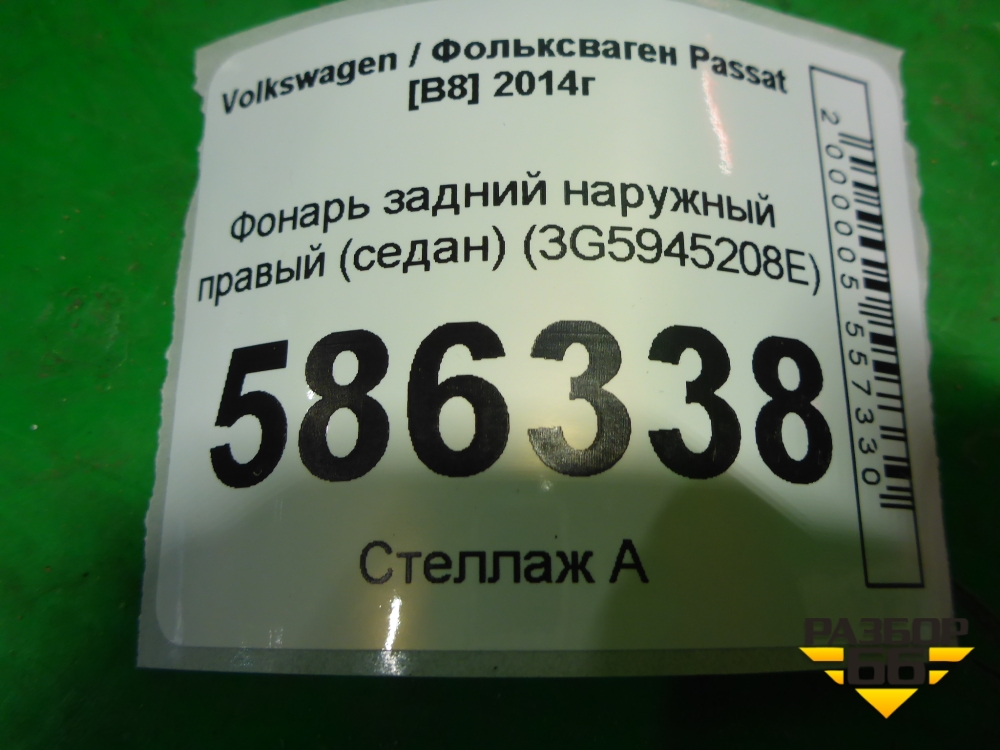 Volkswagen / Фольксваген Passat
[B8] 2014г
Фонарь задний наружный
правый (седан) (3G5945208E)
586338
Стеллаж А
2000005557330
РАЗБОР
66